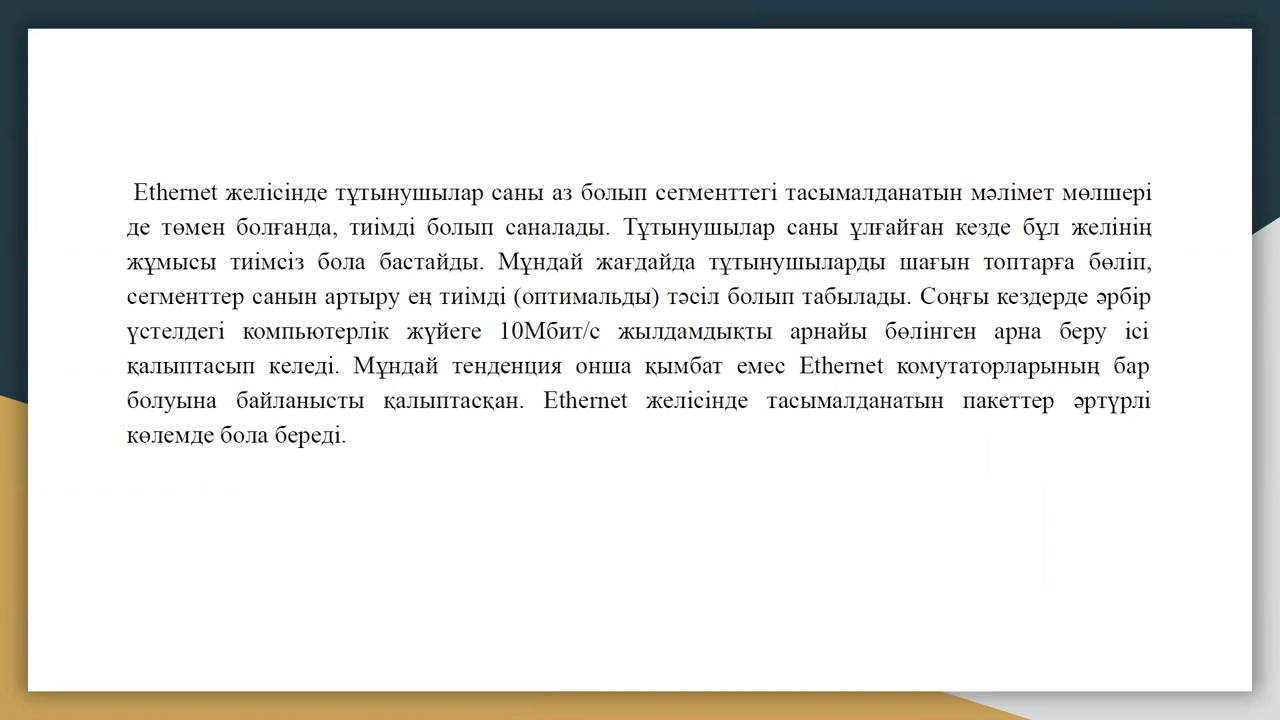 Ethernet желісінде тұтынушылар саны аз болып сегменттегі тасымалданатын мәлімет мөлшері
де төмен болғанда, тиімді болып саналады. Тұтынушылар саны ұлғайған кезде бұл желінің
жұмысы тиімсіз бола бастайды. Мұндай жағдайда тұтынушыларды шағын топтарға бөліп,
сегменттер санын артыру ең тиімді (оптимальды) тәсіл болып табылады. Соңғы кездерде әрбір
үстелдегі компьютерлік жүйеге 10Мбит/с жылдамдықты арнайы бөлінген арна беру ісі
қалыптасып келеді. Мұндай тенденция онша қымбат емес Ethernet комутаторларының бар
болуына байланысты қалыптасқан. Ethernet желісінде тасымалданатын пакеттер әртүрлі
көлемде бола береді.